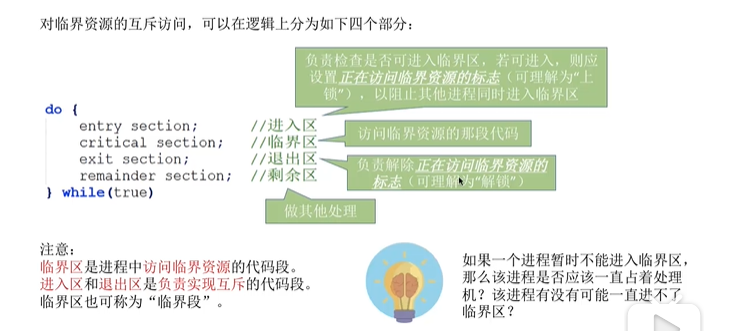 对临界资源的互斥访问，可以在逻辑上分为如下四个部分：
负责检查是否可进入临界区，若可进入，则应
设置正在访问临界资源的标志（可理解为“上
锁”），以阻止其他进程同时进入临界区
do {
entry section; //进入区
critical section; //临界区
exit section; //退出区
remainder section; //剩余区
} while(true)
访问临界资源的那段代码
负责解除正在访问临界资源的
标志（可理解为“解锁”）
做其他处理
注意：
临界区是进程中访问临界资源的代码段。
进入区和退出区是负责实现互斥的代码段。
临界区也可称为“临界段”。
如果一个进程暂时不能进入临界区，
那么该进程是否应该一直占着处理
机？该进程有没有可能一直进不了
临界区？